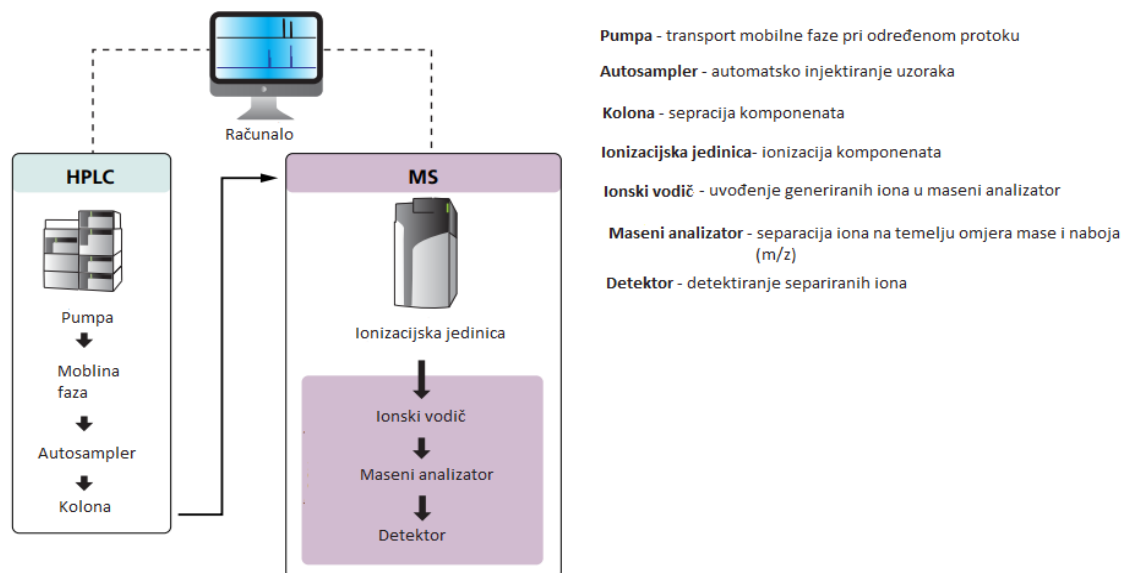 Računalo
HPLC
Pumpa
Moblina
faza
Autosampler
Kolona
MS
Ionizacijska jedinica
Ionski vodič
Maseni analizator
Detektor
Pumpa - transport mobilne faze pri određenom protoku
Autosampler - automatsko injektiranje uzoraka
Kolona - sepracija komponenata
Ionizacijska jedinica- ionizacija komponenata
Ionski vodič - uvođenje generiranih iona u maseni analizator
Maseni analizator - separacija iona na temelju omjera mase i naboja
(m/z)
Detektor - detektiranje separiranih iona